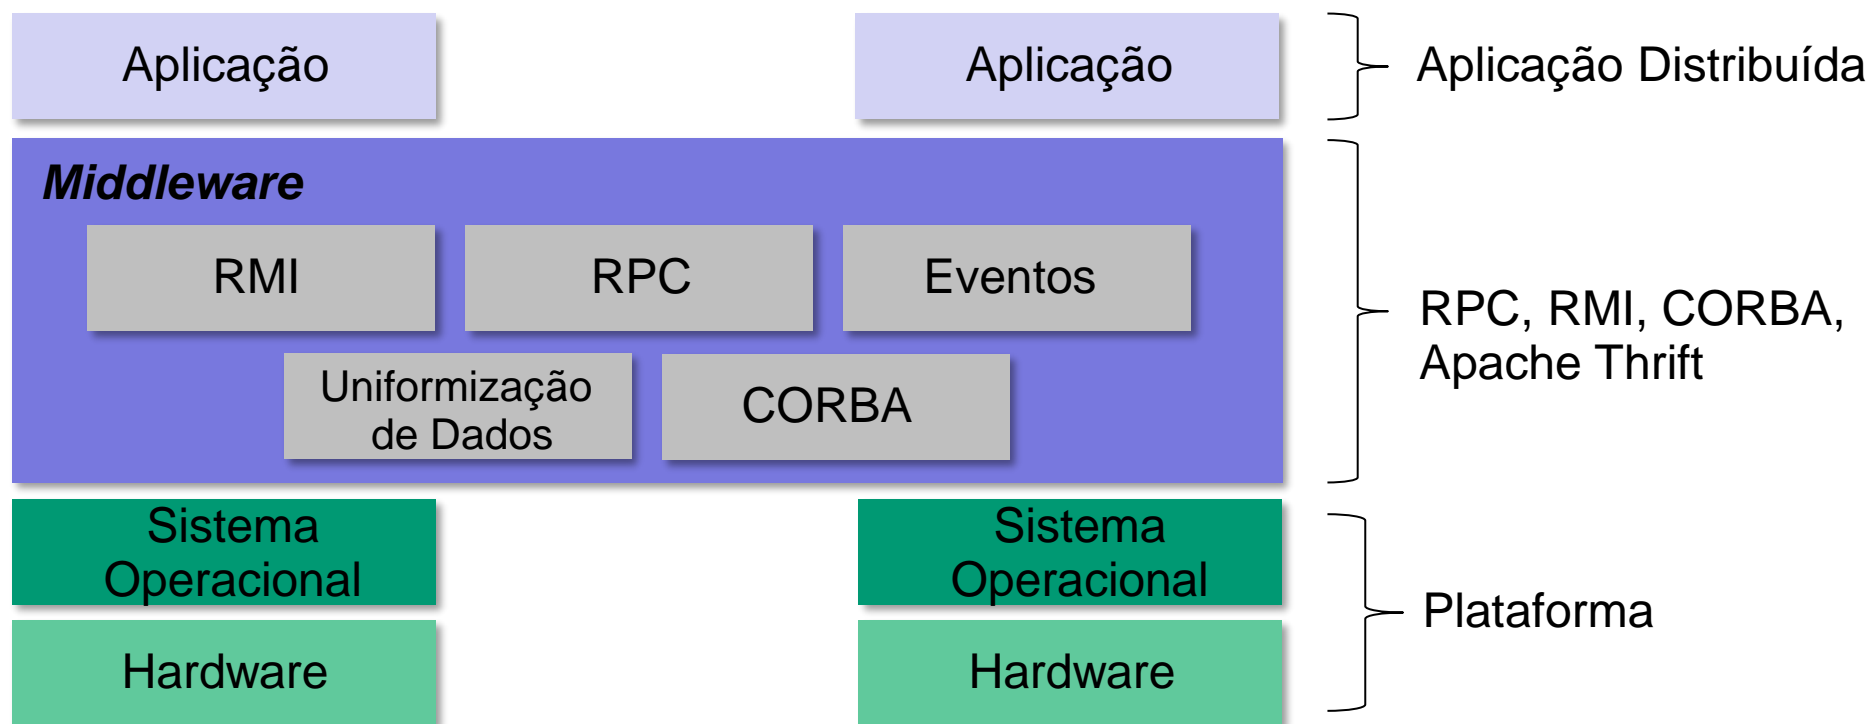 Aplicação
Aplicação
Aplicação Distribuída
Middleware
RMI
RPC
Eventos
Uniformização
de Dados
CORBA
RPC, RMI, CORBA,
Apache Thrift
Sistema
Operacional
Sistema
Operacional
Hardware
Hardware
Plataforma